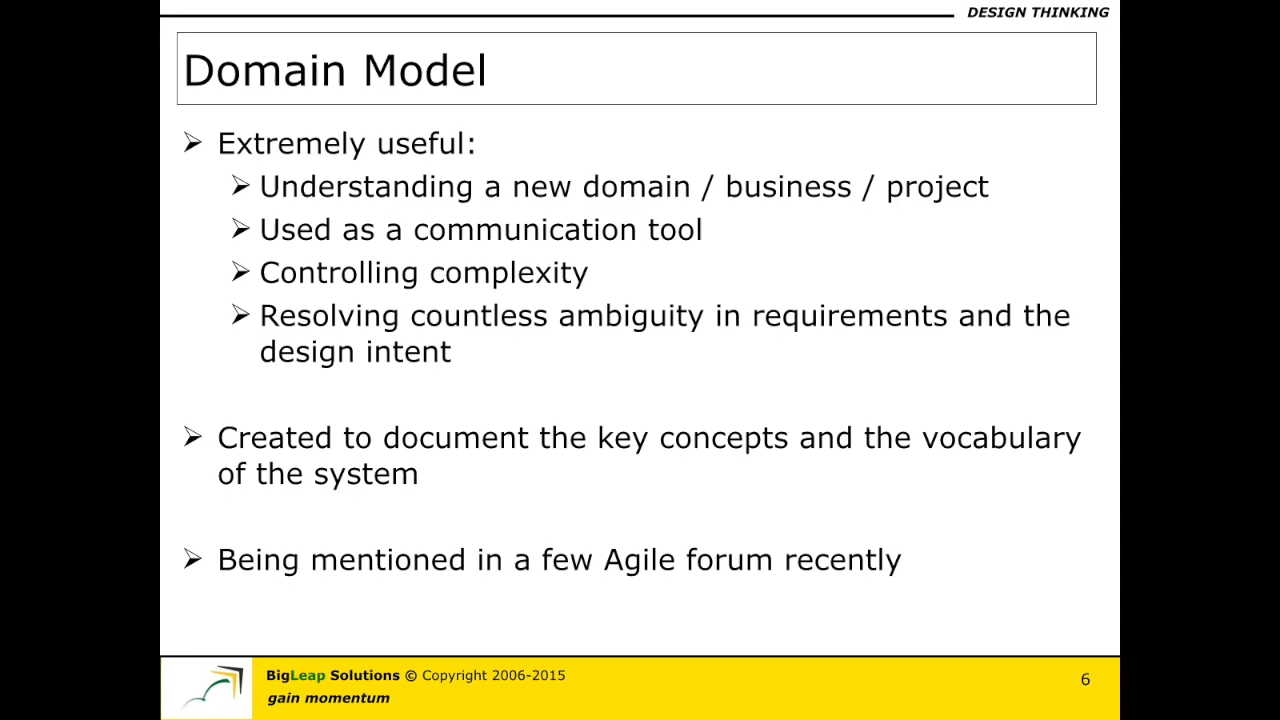 DESIGN THINKING
Domain Model
➢ Extremely useful:
➢ Understanding a new domain / business / project
➢ Used as a communication tool
➢ Controlling complexity
➢ Resolving countless ambiguity in requirements and the
design intent
➢ Created to document the key concepts and the vocabulary
of the system
➢ Being mentioned in a few Agile forum recently
BigLeap Solutions © Copyright 2006-2015
gain momentum
6